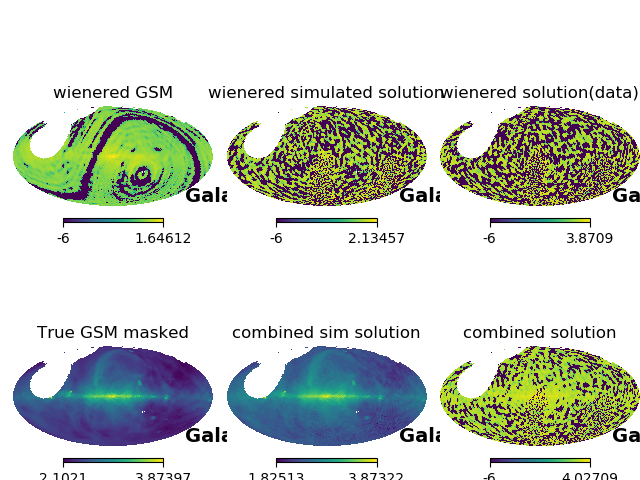 wienered GSM
wienered simulated solution
wienered solution(data)
Gala
Gala
Ga
-6 1.64612
-6 2.13457
-6 3.8709
True GSM masked
combined sim solution
combined solution
Gala
Gala
Ga
2.1021 3.87397
1.82513 3.87322
-6 4.02709